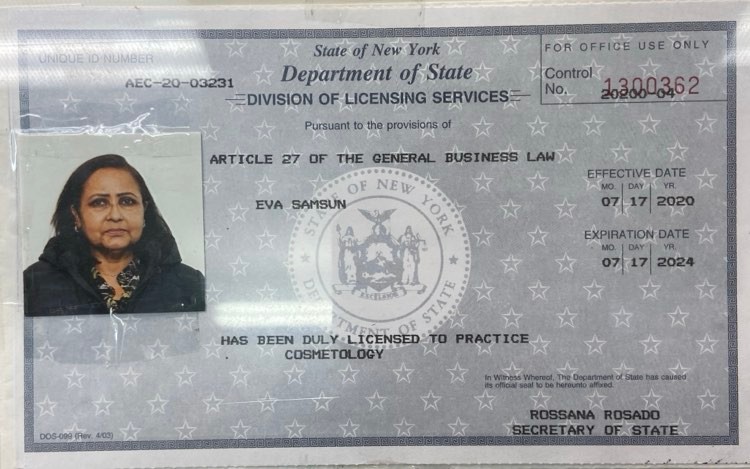 UNIQUE ID NUMBER
AEC-20-03231
State of New York
Department of State
DIVISION OF LICENSING SERVICES
FOR OFFICE USE ONLY
Control
No. 1300362
20200-04
Pursuant to the provisions of
ARTICLE 27 OF THE GENERAL BUSINESS LAW
EVA SAMSUN
EFFECTIVE DATE
MO. DAY YR.
07 17 2020
EXPIRATION DATE
MO. DAY YR.
07 17 2024
STATE OF NEW YORK
EXCELSIOR
DEPARTMENT OF STATE
HAS BEEN DULY LICENSED TO PRACTICE
COSMETOLOGY
In Witness Whereof, The Department of State has caused
its official seal to be hereunto affixed.
ROSSANA ROSADO
SECRETARY OF STATE
DOS-099 (Rev. 4/03)